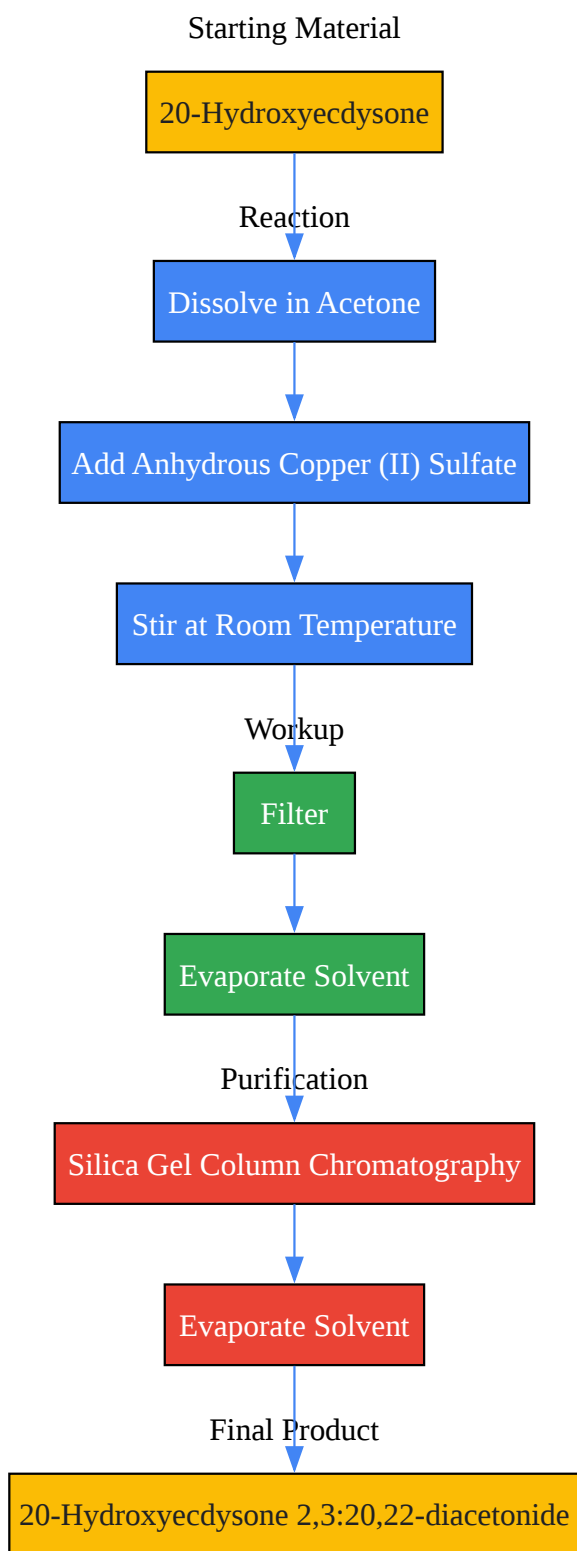 Starting Material
20-Hydroxyecdysone
Reaction
Dissolve in Acetone
Add Anhydrous Copper (II) Sulfate
Stir at Room Temperature
Workup
Filter
Evaporate Solvent
Purification
Silica Gel Column Chromatography
Evaporate Solvent
Final Product
20-Hydroxyecdysone 2,3:20,22-diacetonide